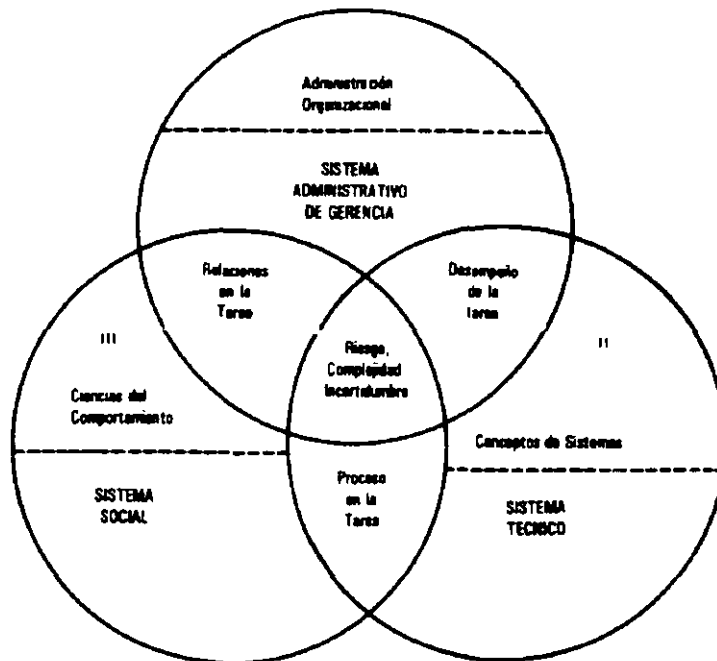 Administración
Organizacional
SISTEMA
ADMINISTRATIVO
DE GERENCIA
Relaciones
en la
Tarea
Desempeño
de la
tarea
III
II
Riesgo,
Complejidad
Incertidumbre
Ciencias del
Comportamiento
Conceptos de Sistemas
SISTEMA
SOCIAL
Proceso
en la
Tarea
SISTEMA
TECNICO